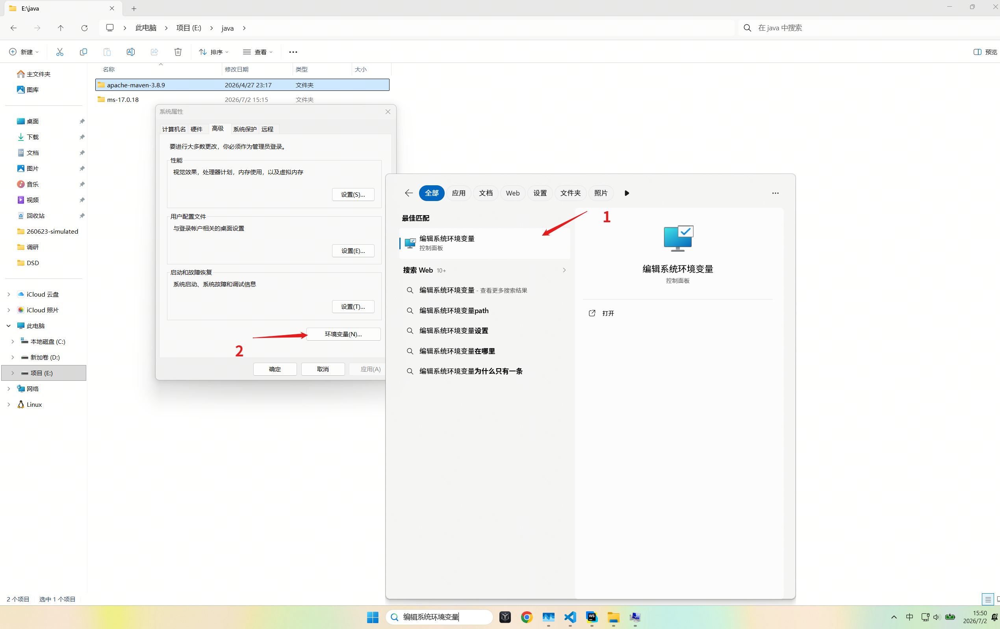 E:\java
此电脑
项目 (E:)
java
在 java 中搜索
新建
排序
查看
预览
名称
修改日期
类型
大小
apache-maven-3.8.9
2026/4/27 23:17
文件夹
ms-17.0.18
2026/7/2 15:15
文件夹
主文件夹
图库
桌面
下载
文档
图片
音乐
视频
回收站
260623-simulated
调研
DSD
iCloud 云盘
iCloud 照片
此电脑
本地磁盘 (C:)
新加卷 (D:)
项目 (E:)
网络
Linux
系统属性
计算机名
硬件
高级
系统保护
远程
要进行大多数更改，你必须作为管理员登录。
性能
视觉效果，处理器计划，内存使用，以及虚拟内存
设置(S)...
用户配置文件
与登录帐户相关的桌面设置
设置(E)...
启动和故障恢复
系统启动、系统故障和调试信息
设置(T)...
环境变量(N)...
2
确定
取消
应用(A)
全部
应用
文档
Web
设置
文件夹
照片
最佳匹配
1
编辑系统环境变量
控制面板
搜索 Web 10+
编辑系统环境变量 - 查看更多搜索结果
编辑系统环境变量path
编辑系统环境变量设置
编辑系统环境变量在哪里
编辑系统环境变量为什么只有一条
编辑系统环境变量
控制面板
打开
2 个项目
选中 1 个项目
编辑系统环境变量
WS
中
15:50
2026/7/2